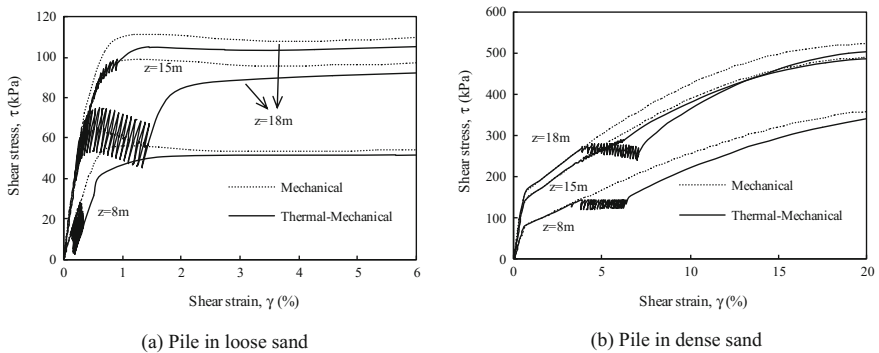 120
100
80
60
40
20
0
Shear stress, τ (kPa)
z=15m
z=18m
z=8m
Mechanical
Thermal-Mechanical
0 1 2 3 4 5 6
Shear strain, γ (%)
(a) Pile in loose sand
600
500
400
300
200
100
0
Shear stress, τ (kPa)
z=18m
z=15m
z=8m
Mechanical
Thermal-Mechanical
0 5 10 15 20
Shear strain, γ (%)
(b) Pile in dense sand